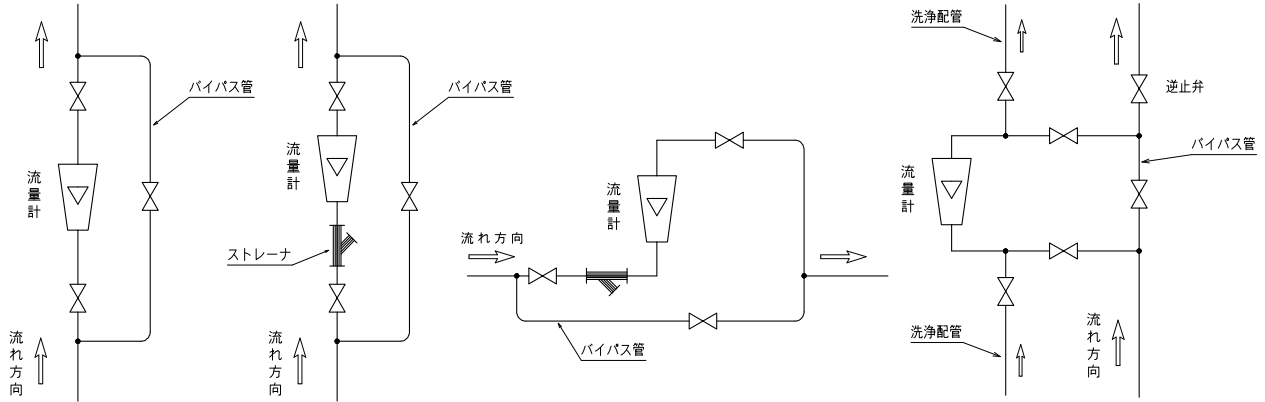 バイパス管
流量計
流れ方向
バイパス管
流量計
ストレーナ
流れ方向
流量計
流れ方向
バイパス管
洗浄配管
逆止弁
バイパス管
流量計
洗浄配管
流れ方向